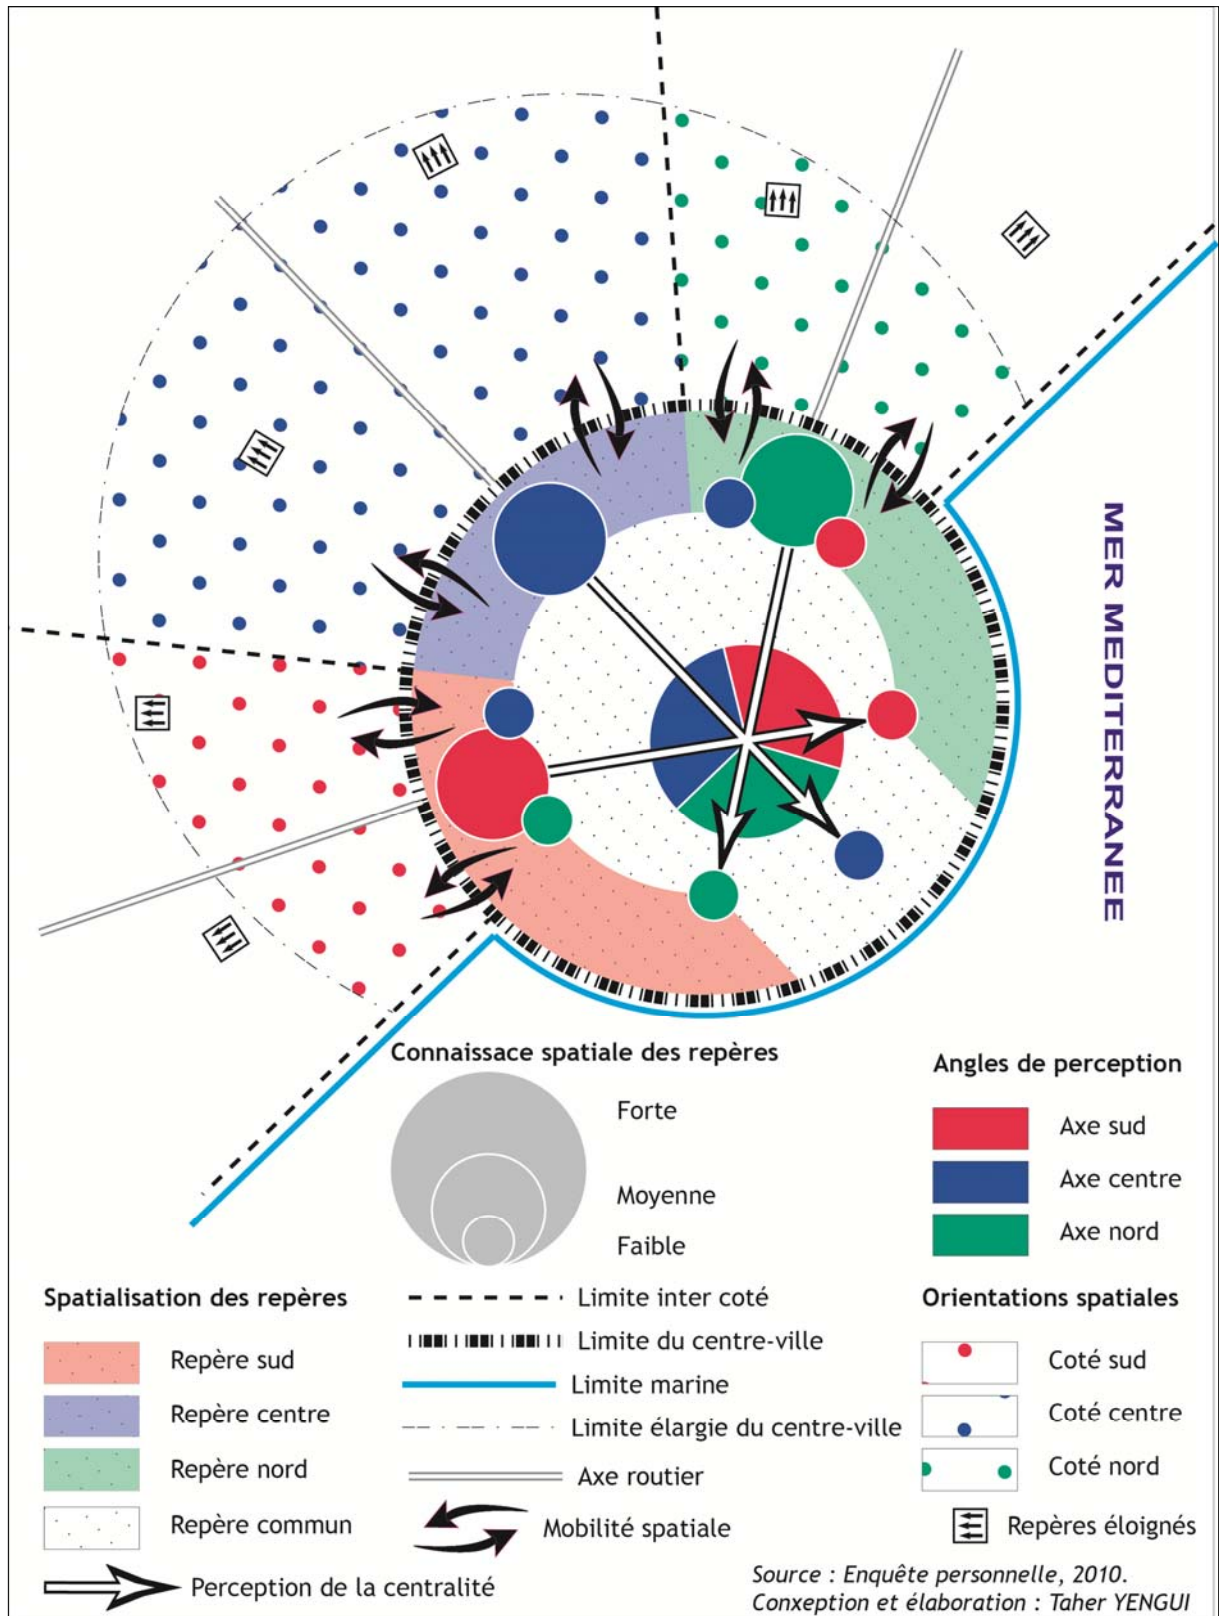 MER MEDITERRANEE
Connaissace spatiale des repères
Forte
Moyenne
Faible
Angles de perception
Axe sud
Axe centre
Axe nord
Spatialisation des repères
Repère sud
Repère centre
Repère nord
Repère commun
Perception de la centralité
Limite inter coté
Limite du centre-ville
Limite marine
Limite élargie du centre-ville
Axe routier
Mobilité spatiale
Orientations spatiales
Coté sud
Coté centre
Coté nord
Repères éloignés
Source : Enquête personnelle, 2010.
Conxeption et élaboration : Taher YENGUI